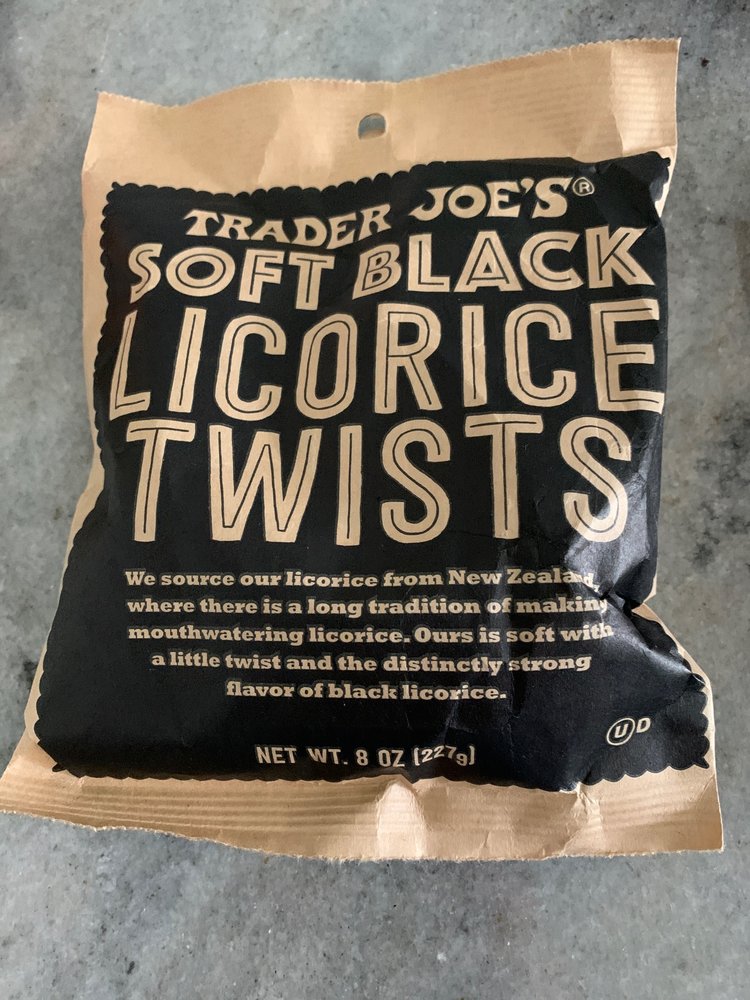 TRADER JOE'S®
SOFT BLACK
LICORICE
TWISTS
We source our licorice from New Zealand,
where there is a long tradition of making
mouthwatering licorice. Ours is soft with
a little twist and the distinctly strong
flavor of black licorice.
U D
NET WT. 8 OZ (227g)